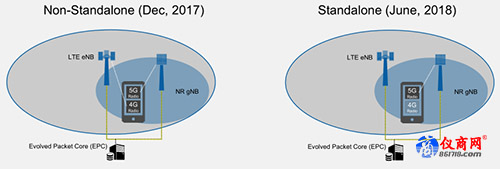 Non-Standalone (Dec, 2017)
LTE eNB
5G
Radio
4G
Radio
NR gNB
Evolved Packet Core (EPC)
Standalone (June, 2018)
LTE eNB
5G
Radio
4G
Radio
NR gNB
Evolved Packet Core (EPC)
仪商网®
861718.com